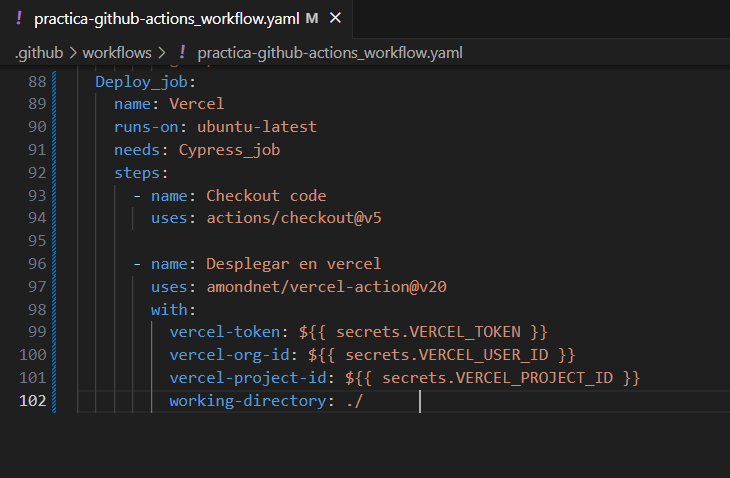 ! practica-github-actions_workflow.yaml M ×
.github > workflows > ! practica-github-actions_workflow.yaml
88 Deploy_job:
89 name: Vercel
90 runs-on: ubuntu-latest
91 needs: Cypress_job
92 steps:
93 - name: Checkout code
94 uses: actions/checkout@v5
95
96 - name: Desplegar en vercel
97 uses: amondnet/vercel-action@v20
98 with:
99 vercel-token: ${{ secrets.VERCEL_TOKEN }}
100 vercel-org-id: ${{ secrets.VERCEL_USER_ID }}
101 vercel-project-id: ${{ secrets.VERCEL_PROJECT_ID }}
102 working-directory: ./